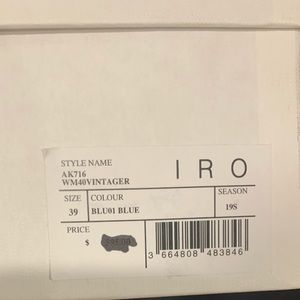 STYLE NAME
AK716
WM40VINTAGER
IRO
SIZE
COLOUR
SEASON
39
BLU01 BLUE
19S
PRICE
$
3 664808 483846